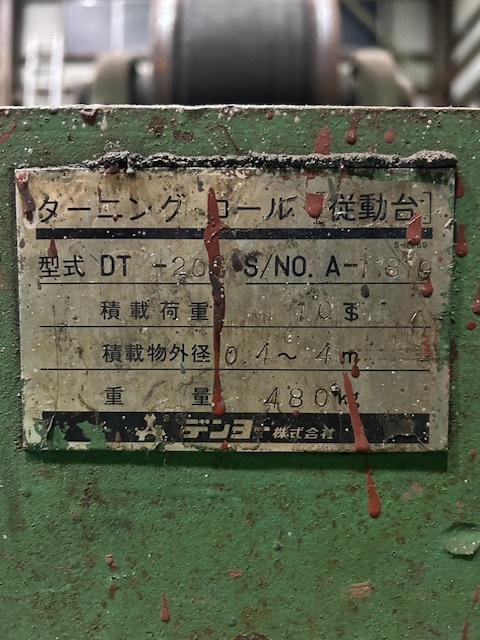 ターニング ロール [従動台]
型式 DT -20 S/NO. A-
積載荷重 10
積載物外径 0.4～4m
重量 480kg
デンヨー株式会社